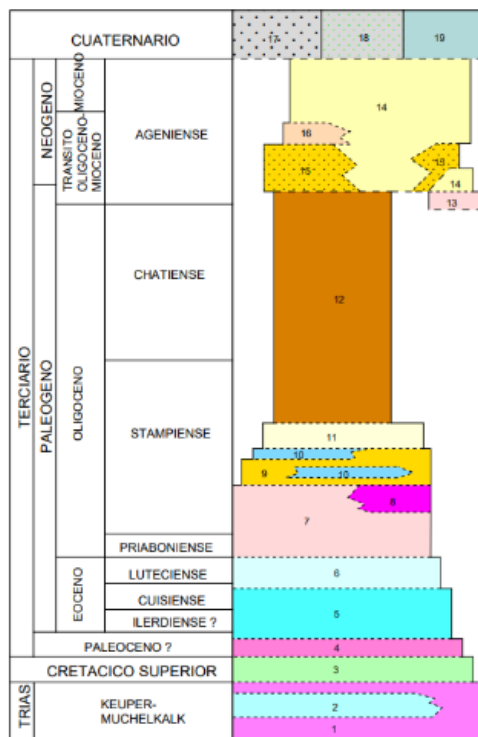 CUATERNARIO
17
18
19
TERCIARIO
NEOGENO
MIOCENO
TRANSITO
OLIGOCENO-
MIOCENO
AGENIENSE
14
16
15
15
14
13
PALEOGENO
OLIGOCENO
CHATIENSE
12
STAMPIENSE
11
10
9
10
8
7
PRIABONIENSE
EOCENO
LUTECIENSE
6
CUISIENSE
5
ILERDIENSE ?
PALEOCENO ?
4
CRETACICO SUPERIOR
3
TRIAS
KEUPER-
MUCHELKALK
2
1